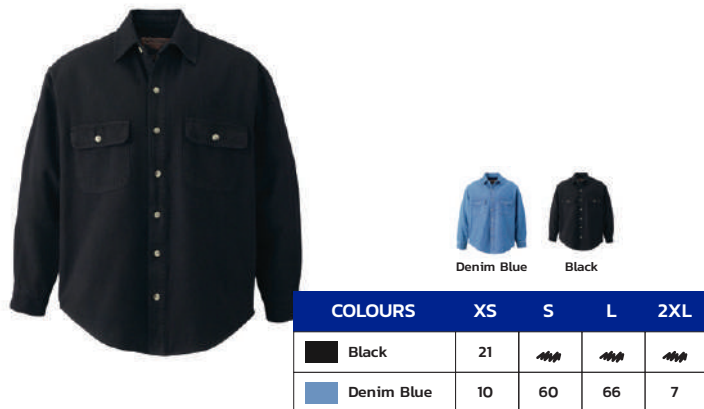 Denim Blue Black
COLOURS XS S L 2XL
Black 21
Denim Blue 10 60 66 7